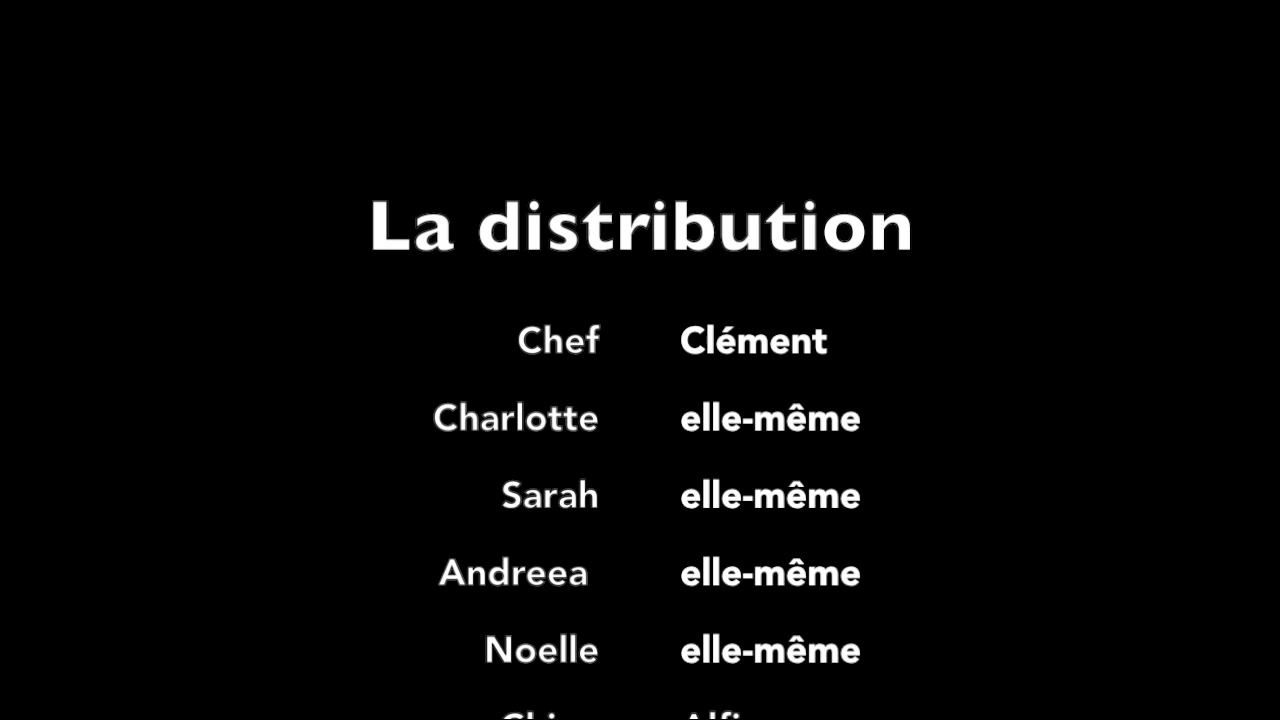 La distribution
Chef Clément
Charlotte elle-même
Sarah elle-même
Andreea elle-même
Noelle elle-même